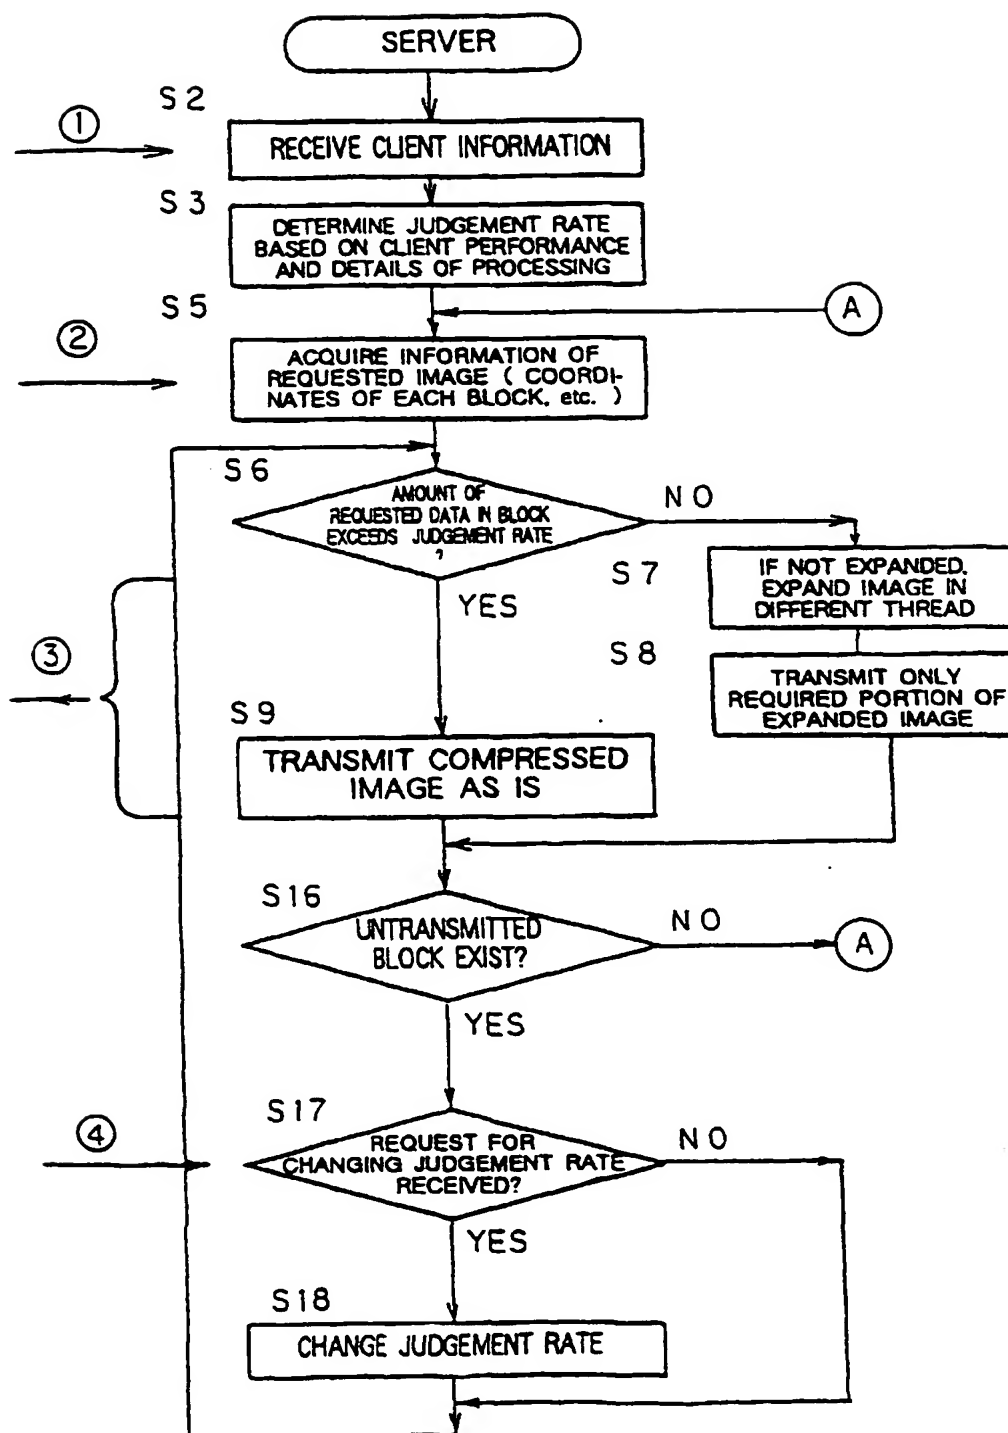 SERVER
S2
①
RECEIVE CLIENT INFORMATION
S3
DETERMINE JUDGEMENT RATE
BASED ON CLIENT PERFORMANCE
AND DETAILS OF PROCESSING
S5
A
②
ACQUIRE INFORMATION OF
REQUESTED IMAGE ( COORDI-
NATES OF EACH BLOCK, etc. )
S6
AMOUNT OF
REQUESTED DATA IN BLOCK
EXCEEDS JUDGEMENT RATE
?
NO
YES
S7
IF NOT EXPANDED,
EXPAND IMAGE IN
DIFFERENT THREAD
③
S8
TRANSMIT ONLY
REQUIRED PORTION OF
EXPANDED IMAGE
S9
TRANSMIT COMPRESSED
IMAGE AS IS
S16
UNTRANSMITTED
BLOCK EXIST?
NO
A
YES
S17
④
REQUEST FOR
CHANGING JUDGEMENT RATE
RECEIVED?
NO
YES
S18
CHANGE JUDGEMENT RATE